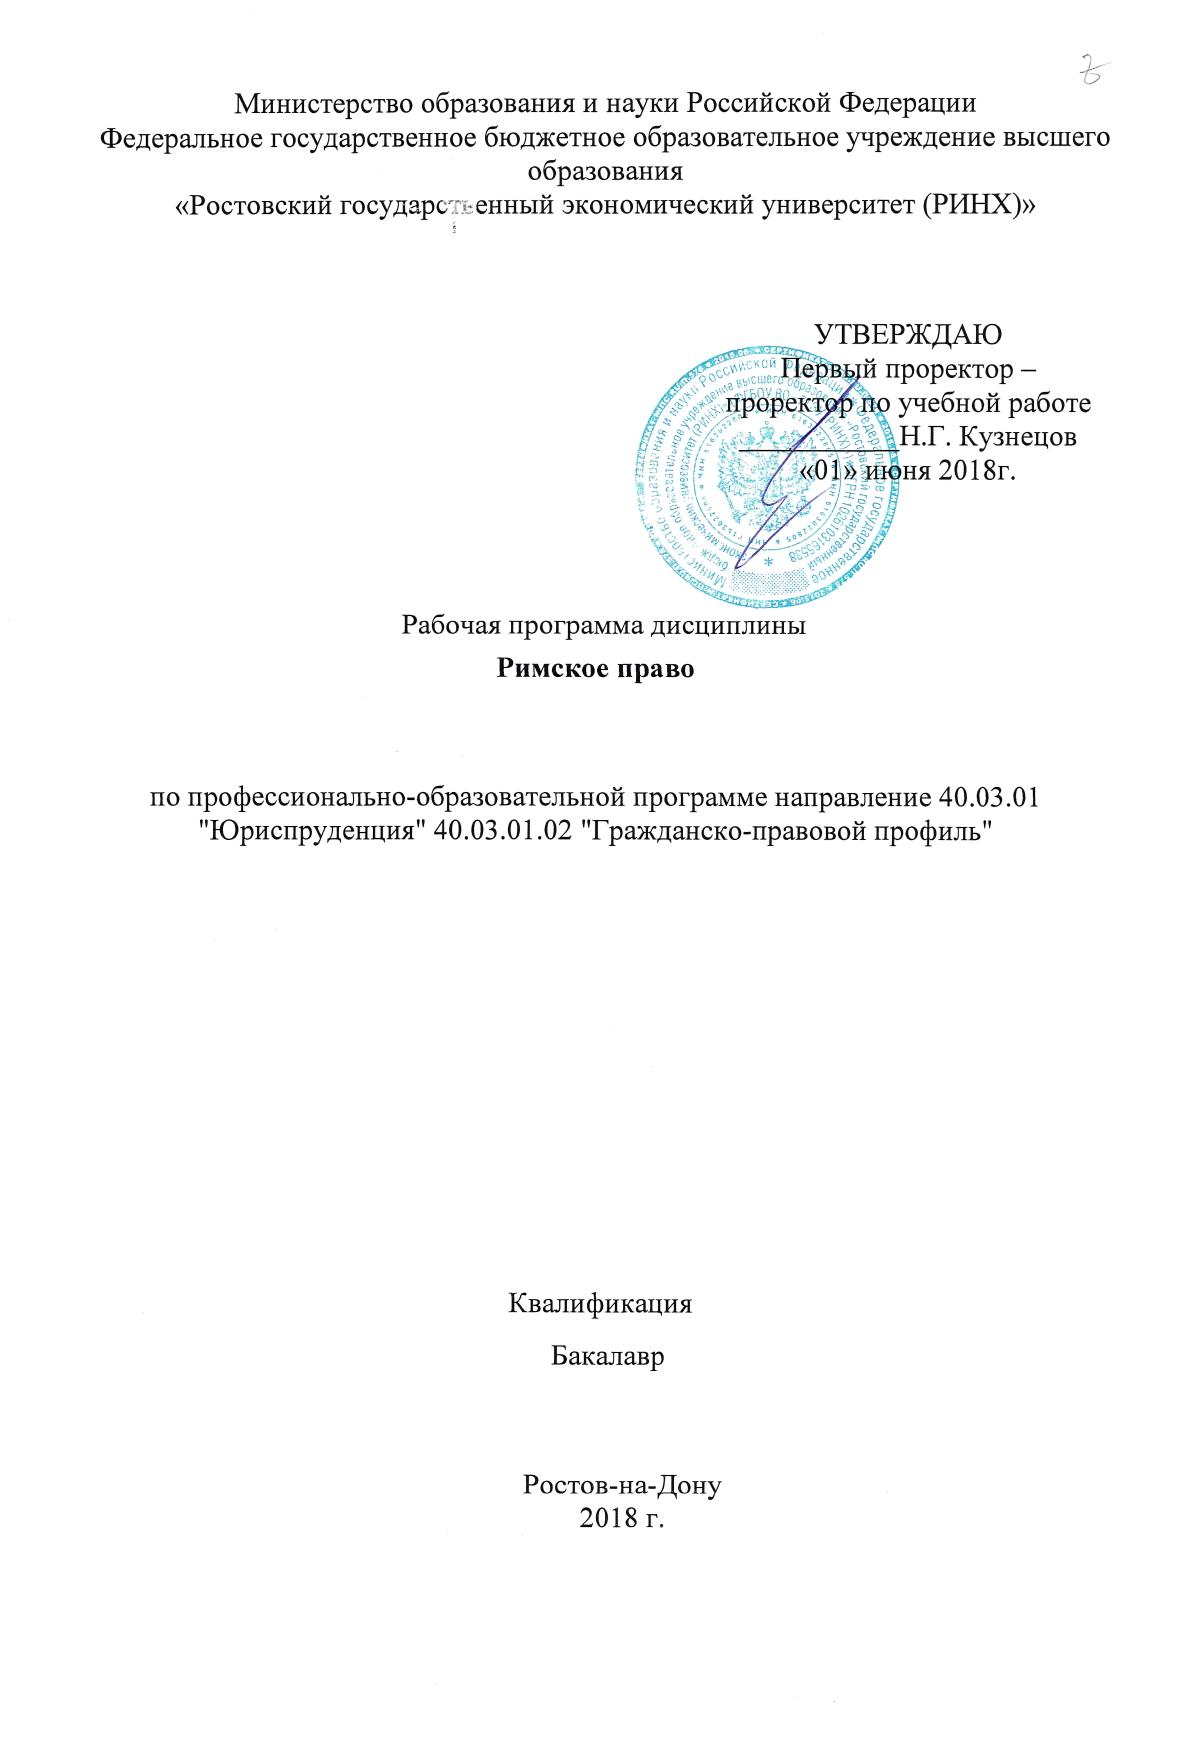 Министерство образования и науки Российской Федерации
Федеральное государственное бюджетное образовательное учреждение высшего
образования
«Ростовский государственный экономический университет (РИНХ)»
УТВЕРЖДАЮ
Первый проректор –
проректор по учебной работе
Н.Г. Кузнецов
«01» июня 2018г.
Рабочая программа дисциплины
Римское право
по профессионально-образовательной программе направление 40.03.01
"Юриспруденция" 40.03.01.02 "Гражданско-правовой профиль"
Квалификация
Бакалавр
Ростов-на-Дону
2018 г.